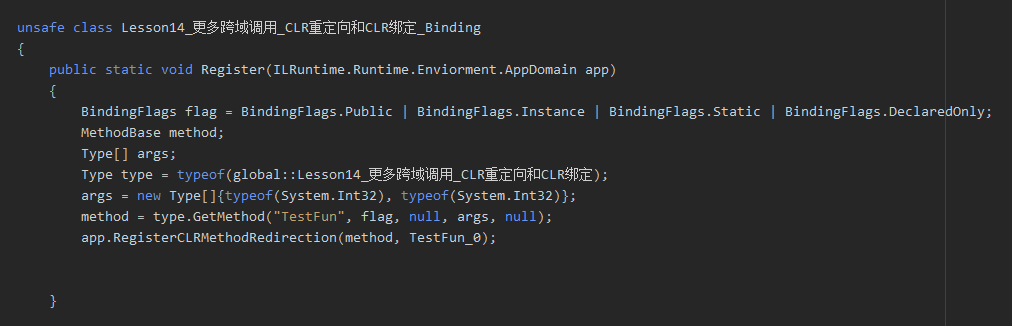 unsafe class Lesson14_更多跨域调用_CLR重定向和CLR绑定_Binding
{
    public static void Register(ILRuntime.Runtime.Enviorment.AppDomain app)
    {
        BindingFlags flag = BindingFlags.Public | BindingFlags.Instance | BindingFlags.Static | BindingFlags.DeclaredOnly;
        MethodBase method;
        Type[] args;
        Type type = typeof(global::Lesson14_更多跨域调用_CLR重定向和CLR绑定);
        args = new Type[]{typeof(System.Int32), typeof(System.Int32)};
        method = type.GetMethod("TestFun", flag, null, args, null);
        app.RegisterCLRMethodRedirection(method, TestFun_0);
    }